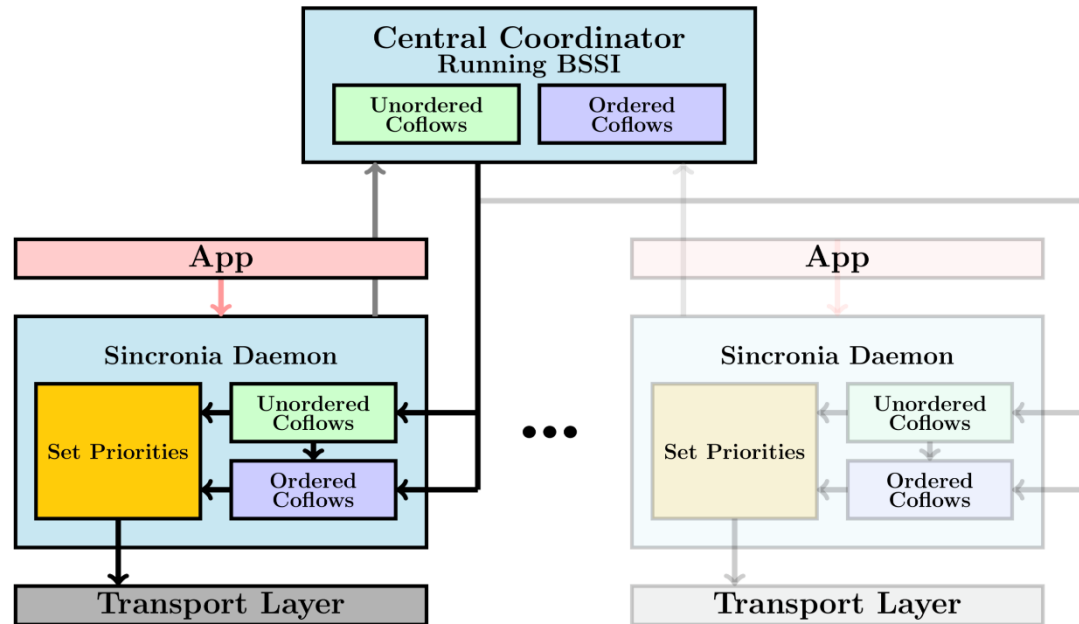 Central Coordinator
Running BSSI
Unordered
Coflows
Ordered
Coflows
App
Sincronia Daemon
Set Priorities
Unordered
Coflows
Ordered
Coflows
Transport Layer
App
Sincronia Daemon
Set Priorities
Unordered
Coflows
Ordered
Coflows
Transport Layer